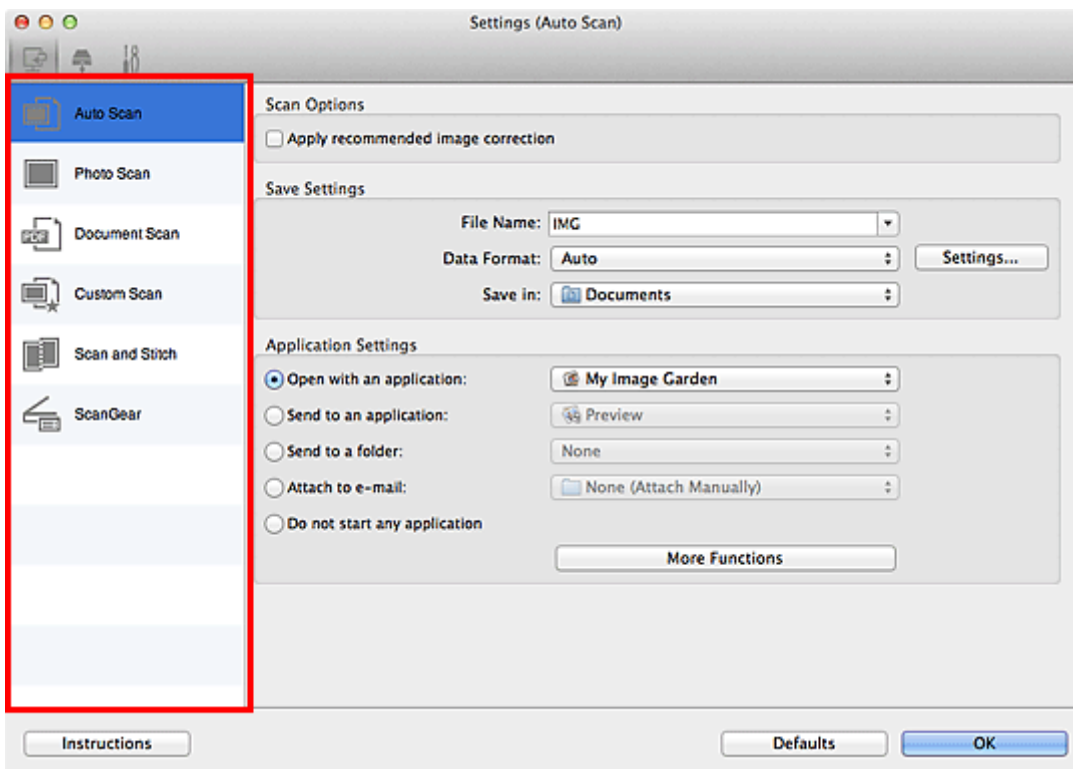 Settings (Auto Scan)
Auto Scan
Photo Scan
Document Scan
Custom Scan
Scan and Stitch
ScanGear
Scan Options
Apply recommended image correction
Save Settings
File Name: IMG
Data Format: Auto Settings...
Save in: Documents
Application Settings
Open with an application: My Image Garden
Send to an application: Preview
Send to a folder: None
Attach to e-mail: None (Attach Manually)
Do not start any application
More Functions
Instructions Defaults OK